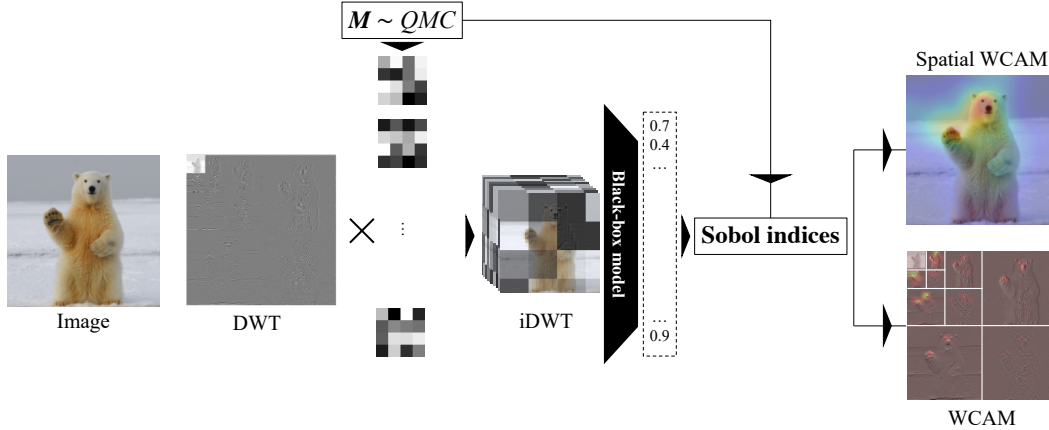 M ~ QMC
Spatial WCAM
0.7
0.4
...
Black-box model
...
Sobol indices
...
0.9
Image
DWT
iDWT
WCAM